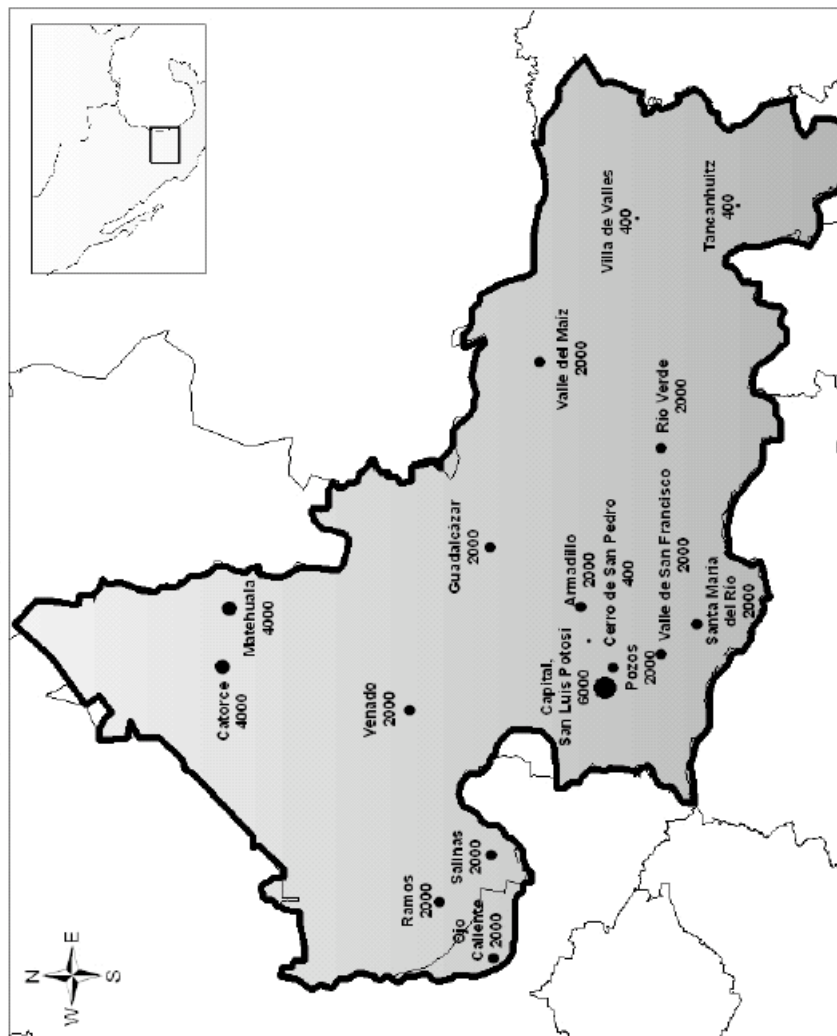 N
W
E
S
Catorce
4000
Matehuala
4000
Venado
2000
Guadalcázar
2000
Ramos
2000
Salinas
2000
Ojo
Caliente
2000
Valle del Maíz
2000
Capital,
San Luis Potosí
6000
Armadillo
2000
Cerro de San Pedro
400
Pozos
2000
Villa de Valles
400
Río Verde
2000
Valle de San Francisco
2000
Santa María
del Río
2000
Tancanhuitz
400